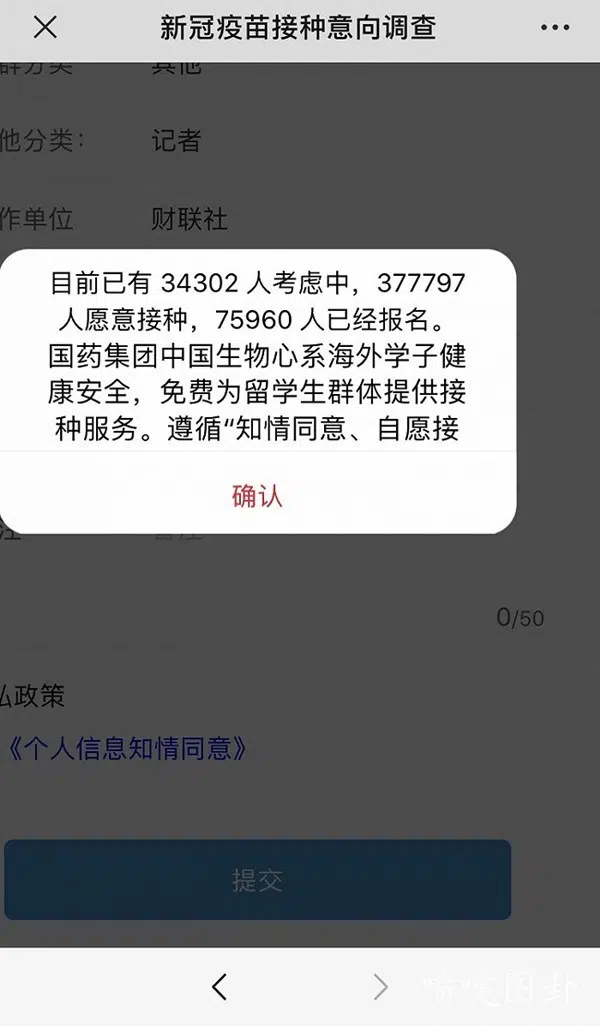 新冠疫苗接种意向调查
群分类 其他
他分类： 记者
作单位 财联社
目前已有 34302 人考虑中，377797
人愿意接种，75960 人已经报名。
国药集团中国生物心系海外学子健
康安全，免费为留学生群体提供接
种服务。遵循“知情同意、自愿接
确认
注 备注
0/50
私政策
《个人信息知情同意》
提交